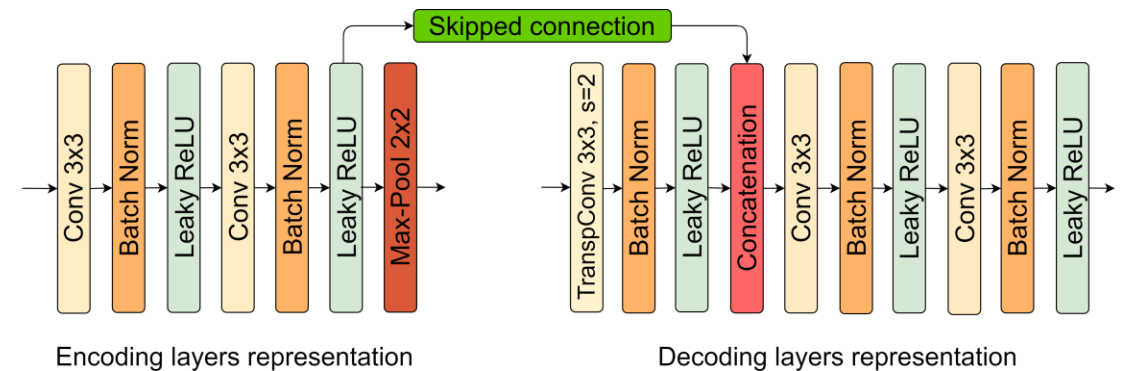 Skipped connection
Conv 3x3
Batch Norm
Leaky ReLU
Conv 3x3
Batch Norm
Leaky ReLU
Max-Pool 2x2
TranspConv 3x3, s=2
Batch Norm
Leaky ReLU
Concatenation
Conv 3x3
Batch Norm
Leaky ReLU
Conv 3x3
Batch Norm
Leaky ReLU
Encoding layers representation
Decoding layers representation